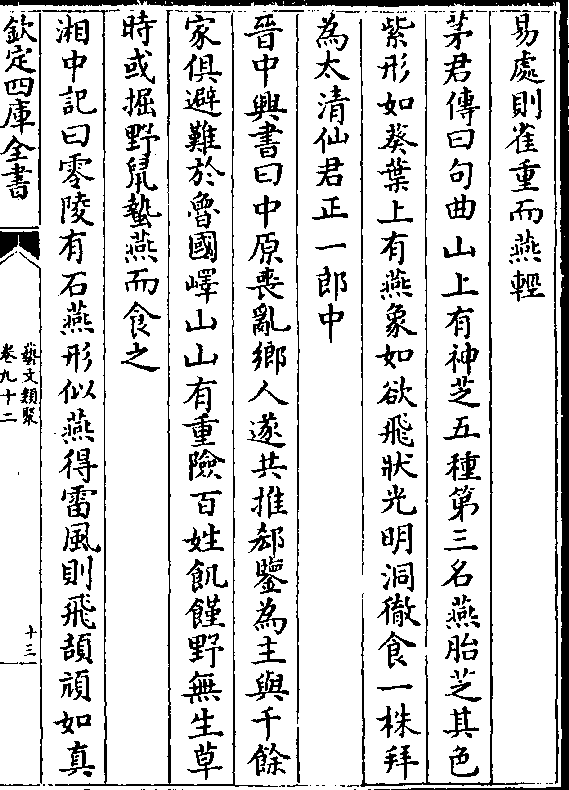 易處則雀重而燕輕
茅君傳曰句曲山上有神芝五種第三名燕胎芝其色
紫形如葵葉上有燕象如欲飛狀光明洞徹食一株拜
為太清仙君正一郎中
晉中興書曰中原喪亂鄉人遂共推郄鑒為主與千餘
家俱避難於魯國嶧山山有重險百姓飢饉野無生草
時或掘野鼠蟄燕而食之
湘中記曰零陵有石燕形似燕得雷風則飛頡頏如真
欽定四庫全書
藝文類聚
卷九十二
十三